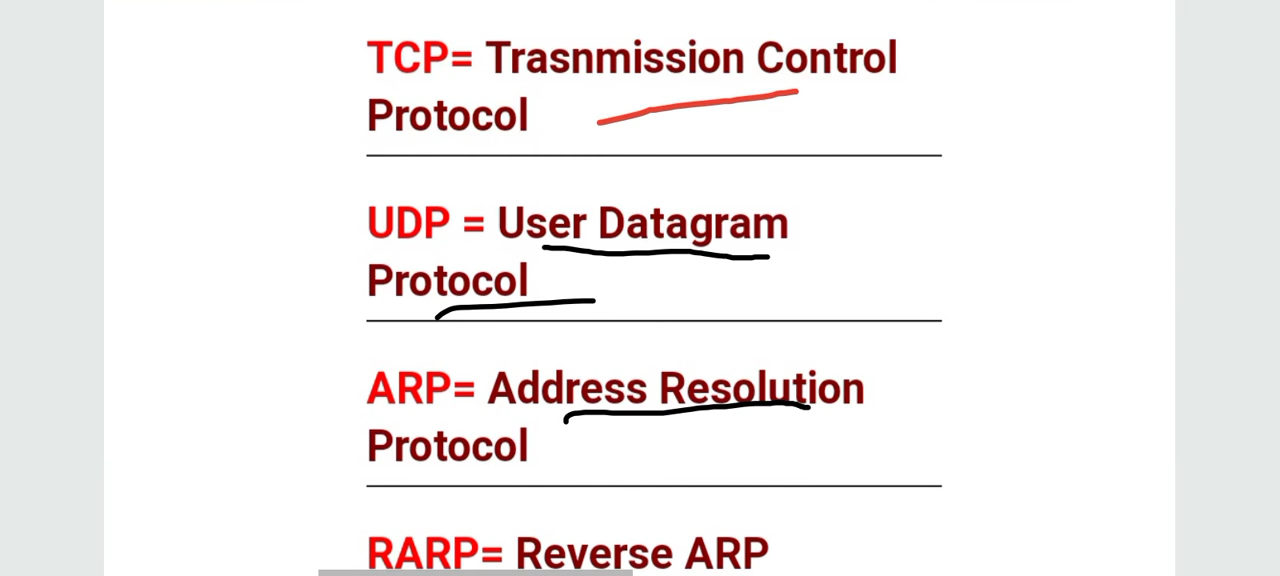 TCP= Trasnmission Control
Protocol
UDP = User Datagram
Protocol
ARP= Address Resolution
Protocol
RARP= Reverse ARP